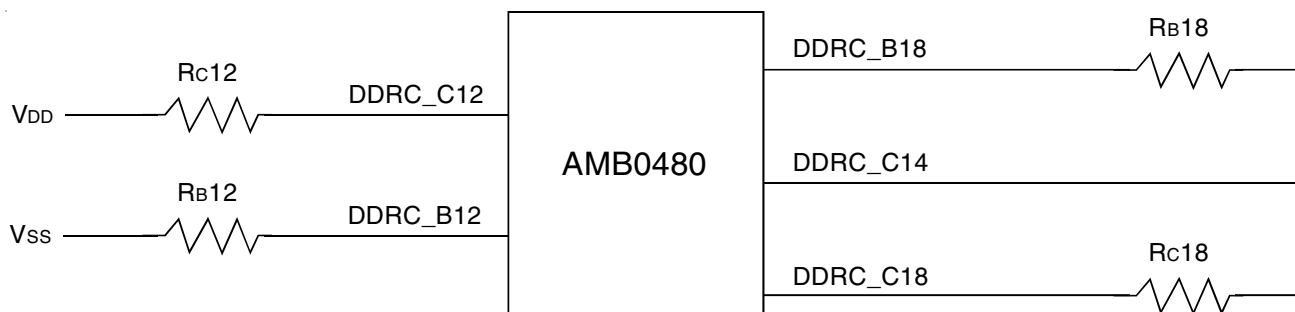 RB18
DDRC_B18
RC12
DDRC_C12
VDD
AMB0480
DDRC_C14
RB12
DDRC_B12
VSS
RC18
DDRC_C18